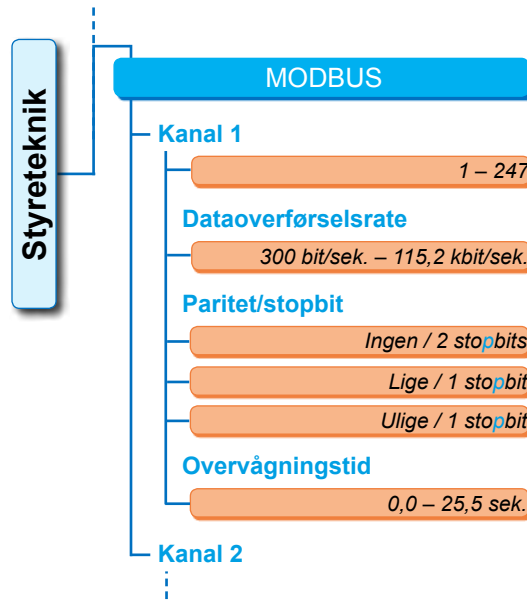 Styreteknik
MODBUS
Kanal 1
1 – 247
Dataoverførselsrate
300 bit/sek. – 115,2 kbit/sek.
Paritet/stopbit
Ingen / 2 stopbits
Lige / 1 stopbit
Ulige / 1 stopbit
Overvågningstid
0,0 – 25,5 sek.
Kanal 2